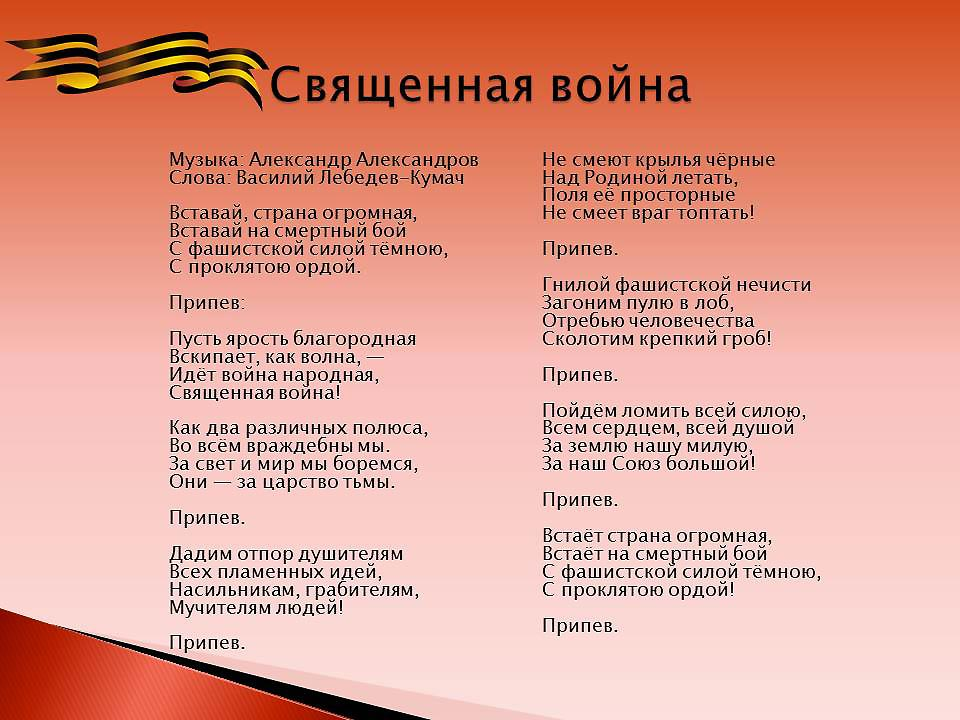 Священная война
Музыка: Александр Александров
Слова: Василий Лебедев-Кумач
Вставай, страна огромная,
Вставай на смертный бой
С фашистской силой тёмною,
С проклятою ордой.
Припев:
Пусть ярость благородная
Вскипает, как волна, —
Идёт война народная,
Священная война!
Как два различных полюса,
Во всём враждебны мы.
За свет и мир мы боремся,
Они — за царство тьмы.
Припев.
Дадим отпор душителям
Всех пламенных идей,
Насильникам, грабителям,
Мучителям людей!
Припев.
Не смеют крылья чёрные
Над Родиной летать,
Поля её просторные
Не смеет враг топтать!
Припев.
Гнилой фашистской нечисти
Загоним пулю в лоб,
Отребью человечества
Сколотим крепкий гроб!
Припев.
Пойдём ломить всей силою,
Всем сердцем, всей душой
За землю нашу милую,
За наш Союз большой!
Припев.
Встаёт страна огромная,
Встаёт на смертный бой
С фашистской силой тёмною,
С проклятою ордой!
Припев.